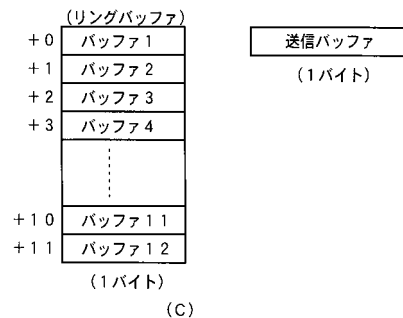 (リングバッファ)
+0 バッファ1
+1 バッファ2
+2 バッファ3
+3 バッファ4
+10 バッファ11
+11 バッファ12
(1バイト)
(C)
送信バッファ
(1バイト)